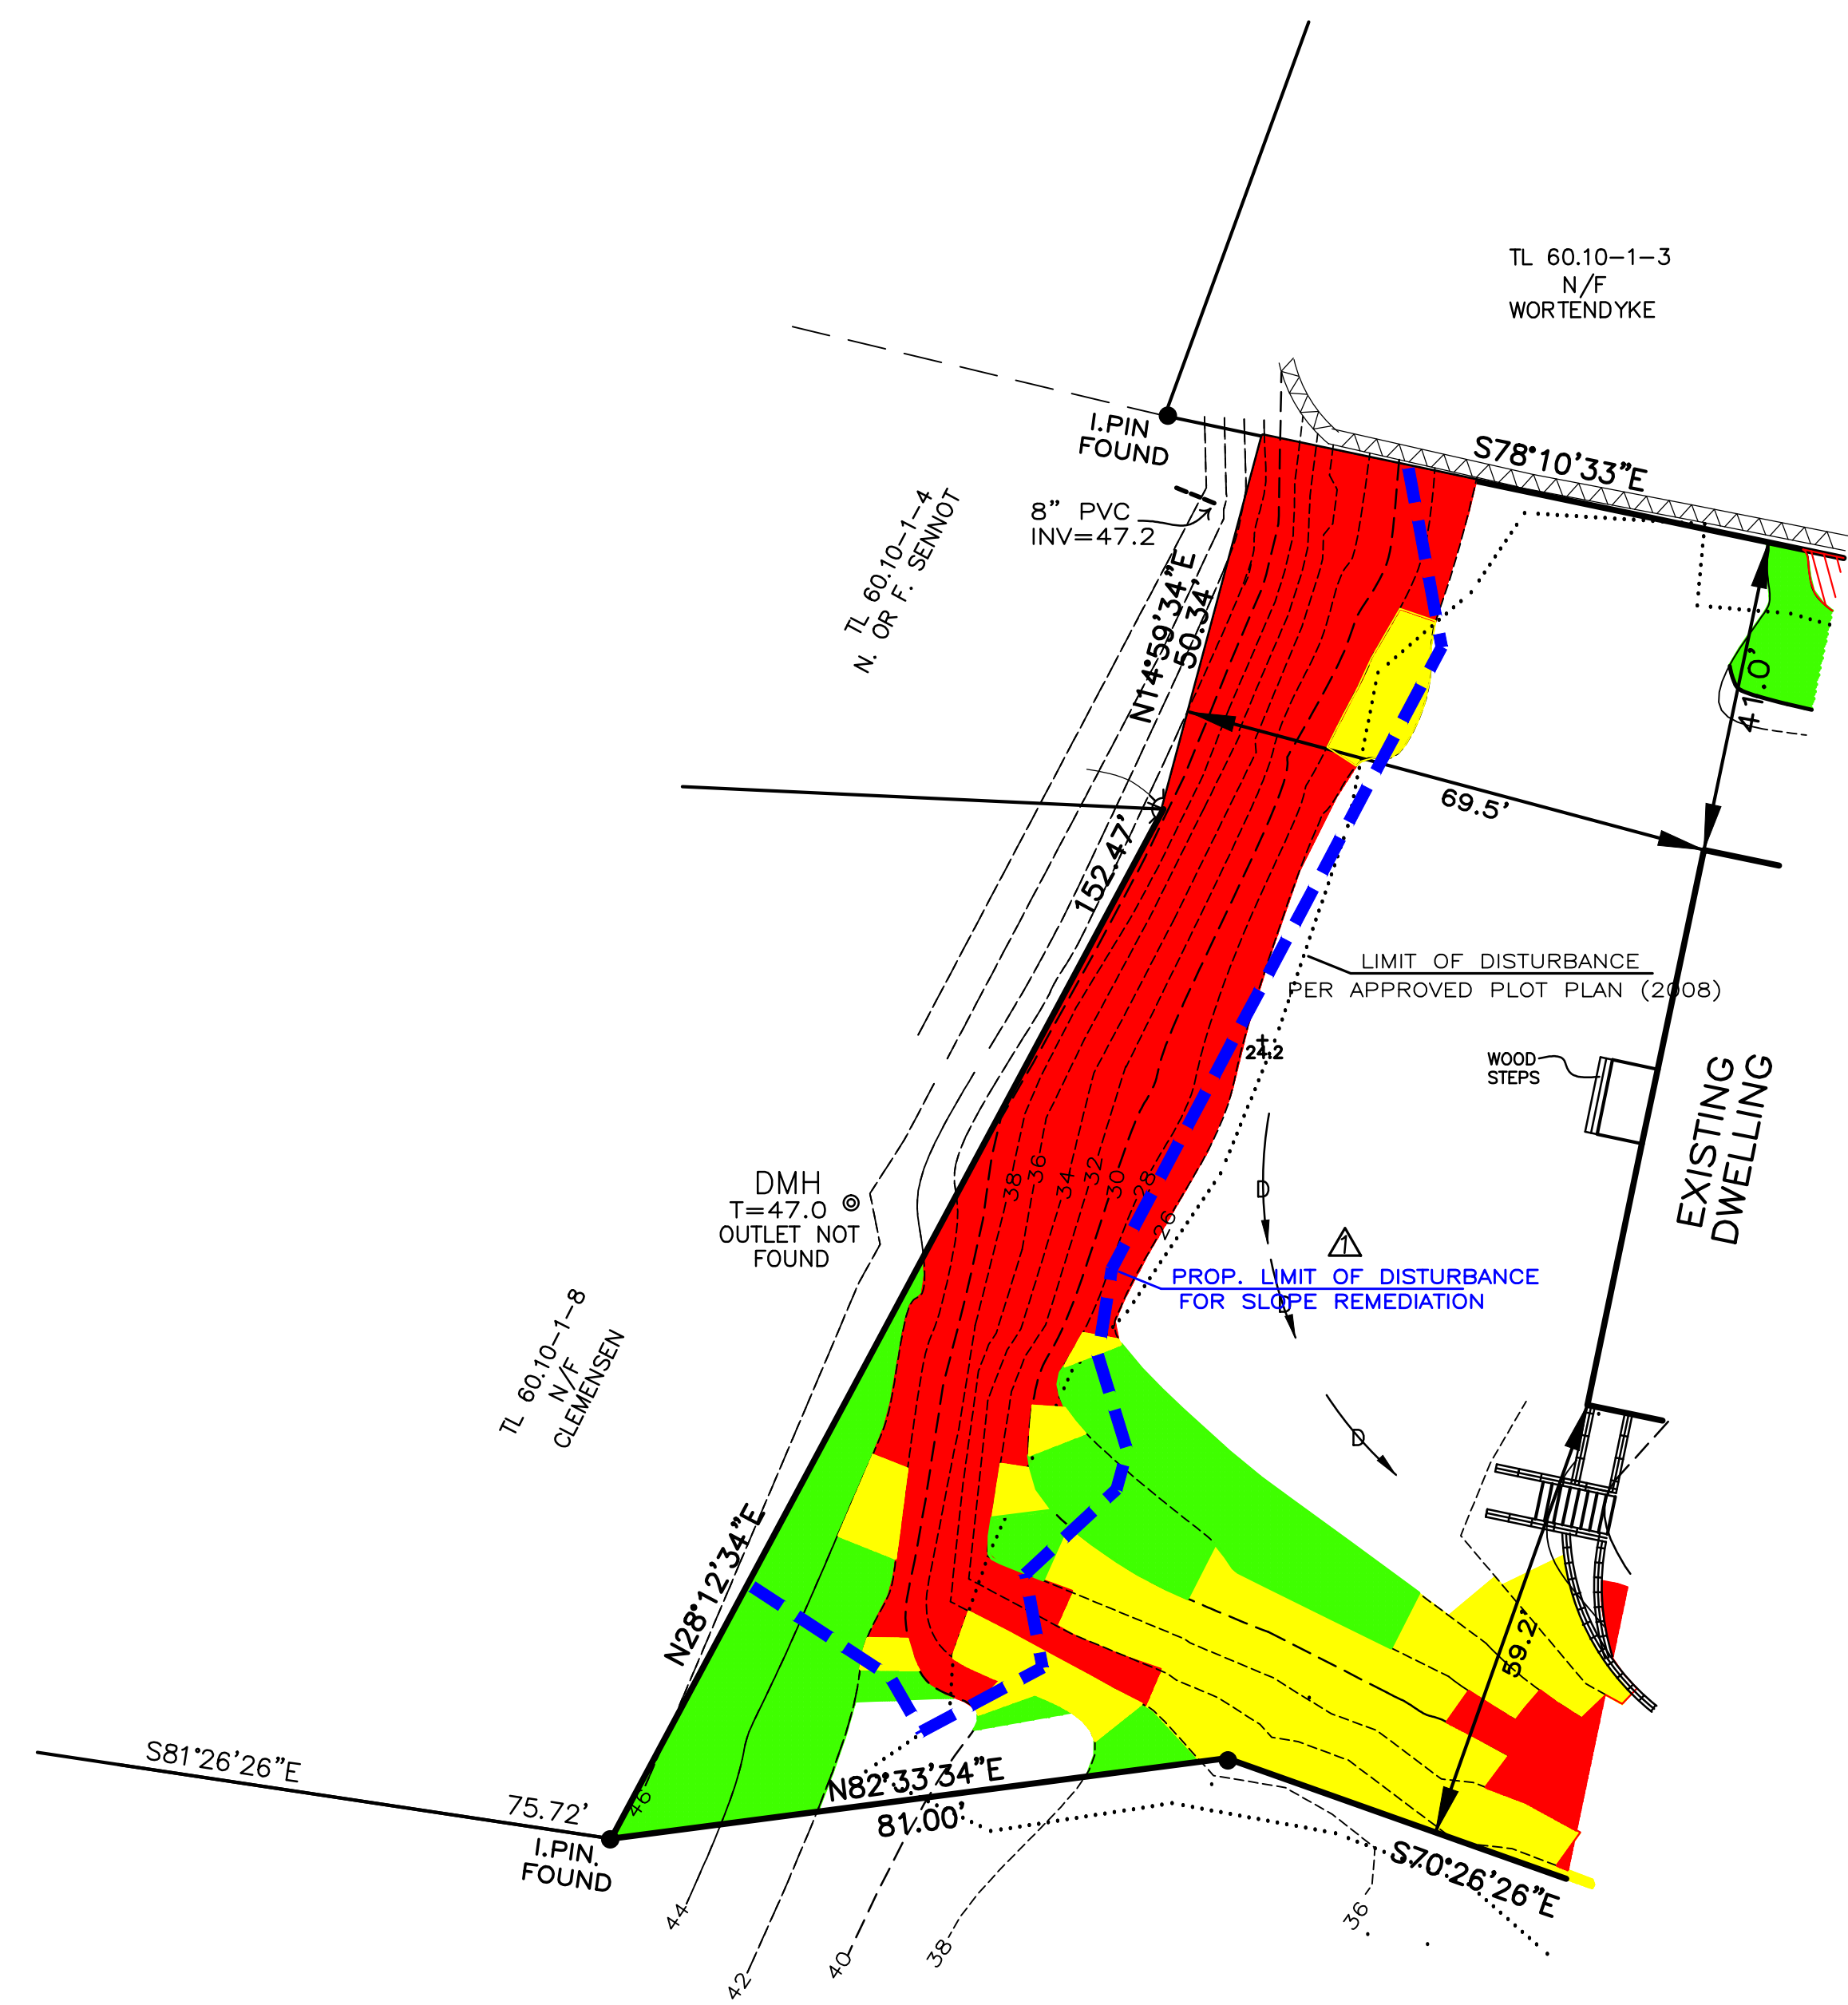 TL 60.10-1-3
N/F
WORTENDYKE
I.PIN
FOUND
S78°10'33"E
8" PVC
INV=47.2
TL 60.10-1-4
N. OR F. SENNOT
N14°59'34"E
50.34'
41.0'
69.5'
152.47'
LIMIT OF DISTURBANCE
PER APPROVED PLOT PLAN (2008)
24.2
WOOD
STEPS
EXISTING
DWELLING
DMH
T=47.0
OUTLET NOT
FOUND
38
36
34
32
30
28
26
D
1
PROP. LIMIT OF DISTURBANCE
FOR SLOPE REMEDIATION
D
TL 60.10-1-8
N/F
CLEMENSEN
D
N28°12'34"E
59.2'
S81°26'26"E
75.72'
46
N82°33'34"E
81.00'
I.PIN.
FOUND
S70°26'26"E
44
42
40
38
36